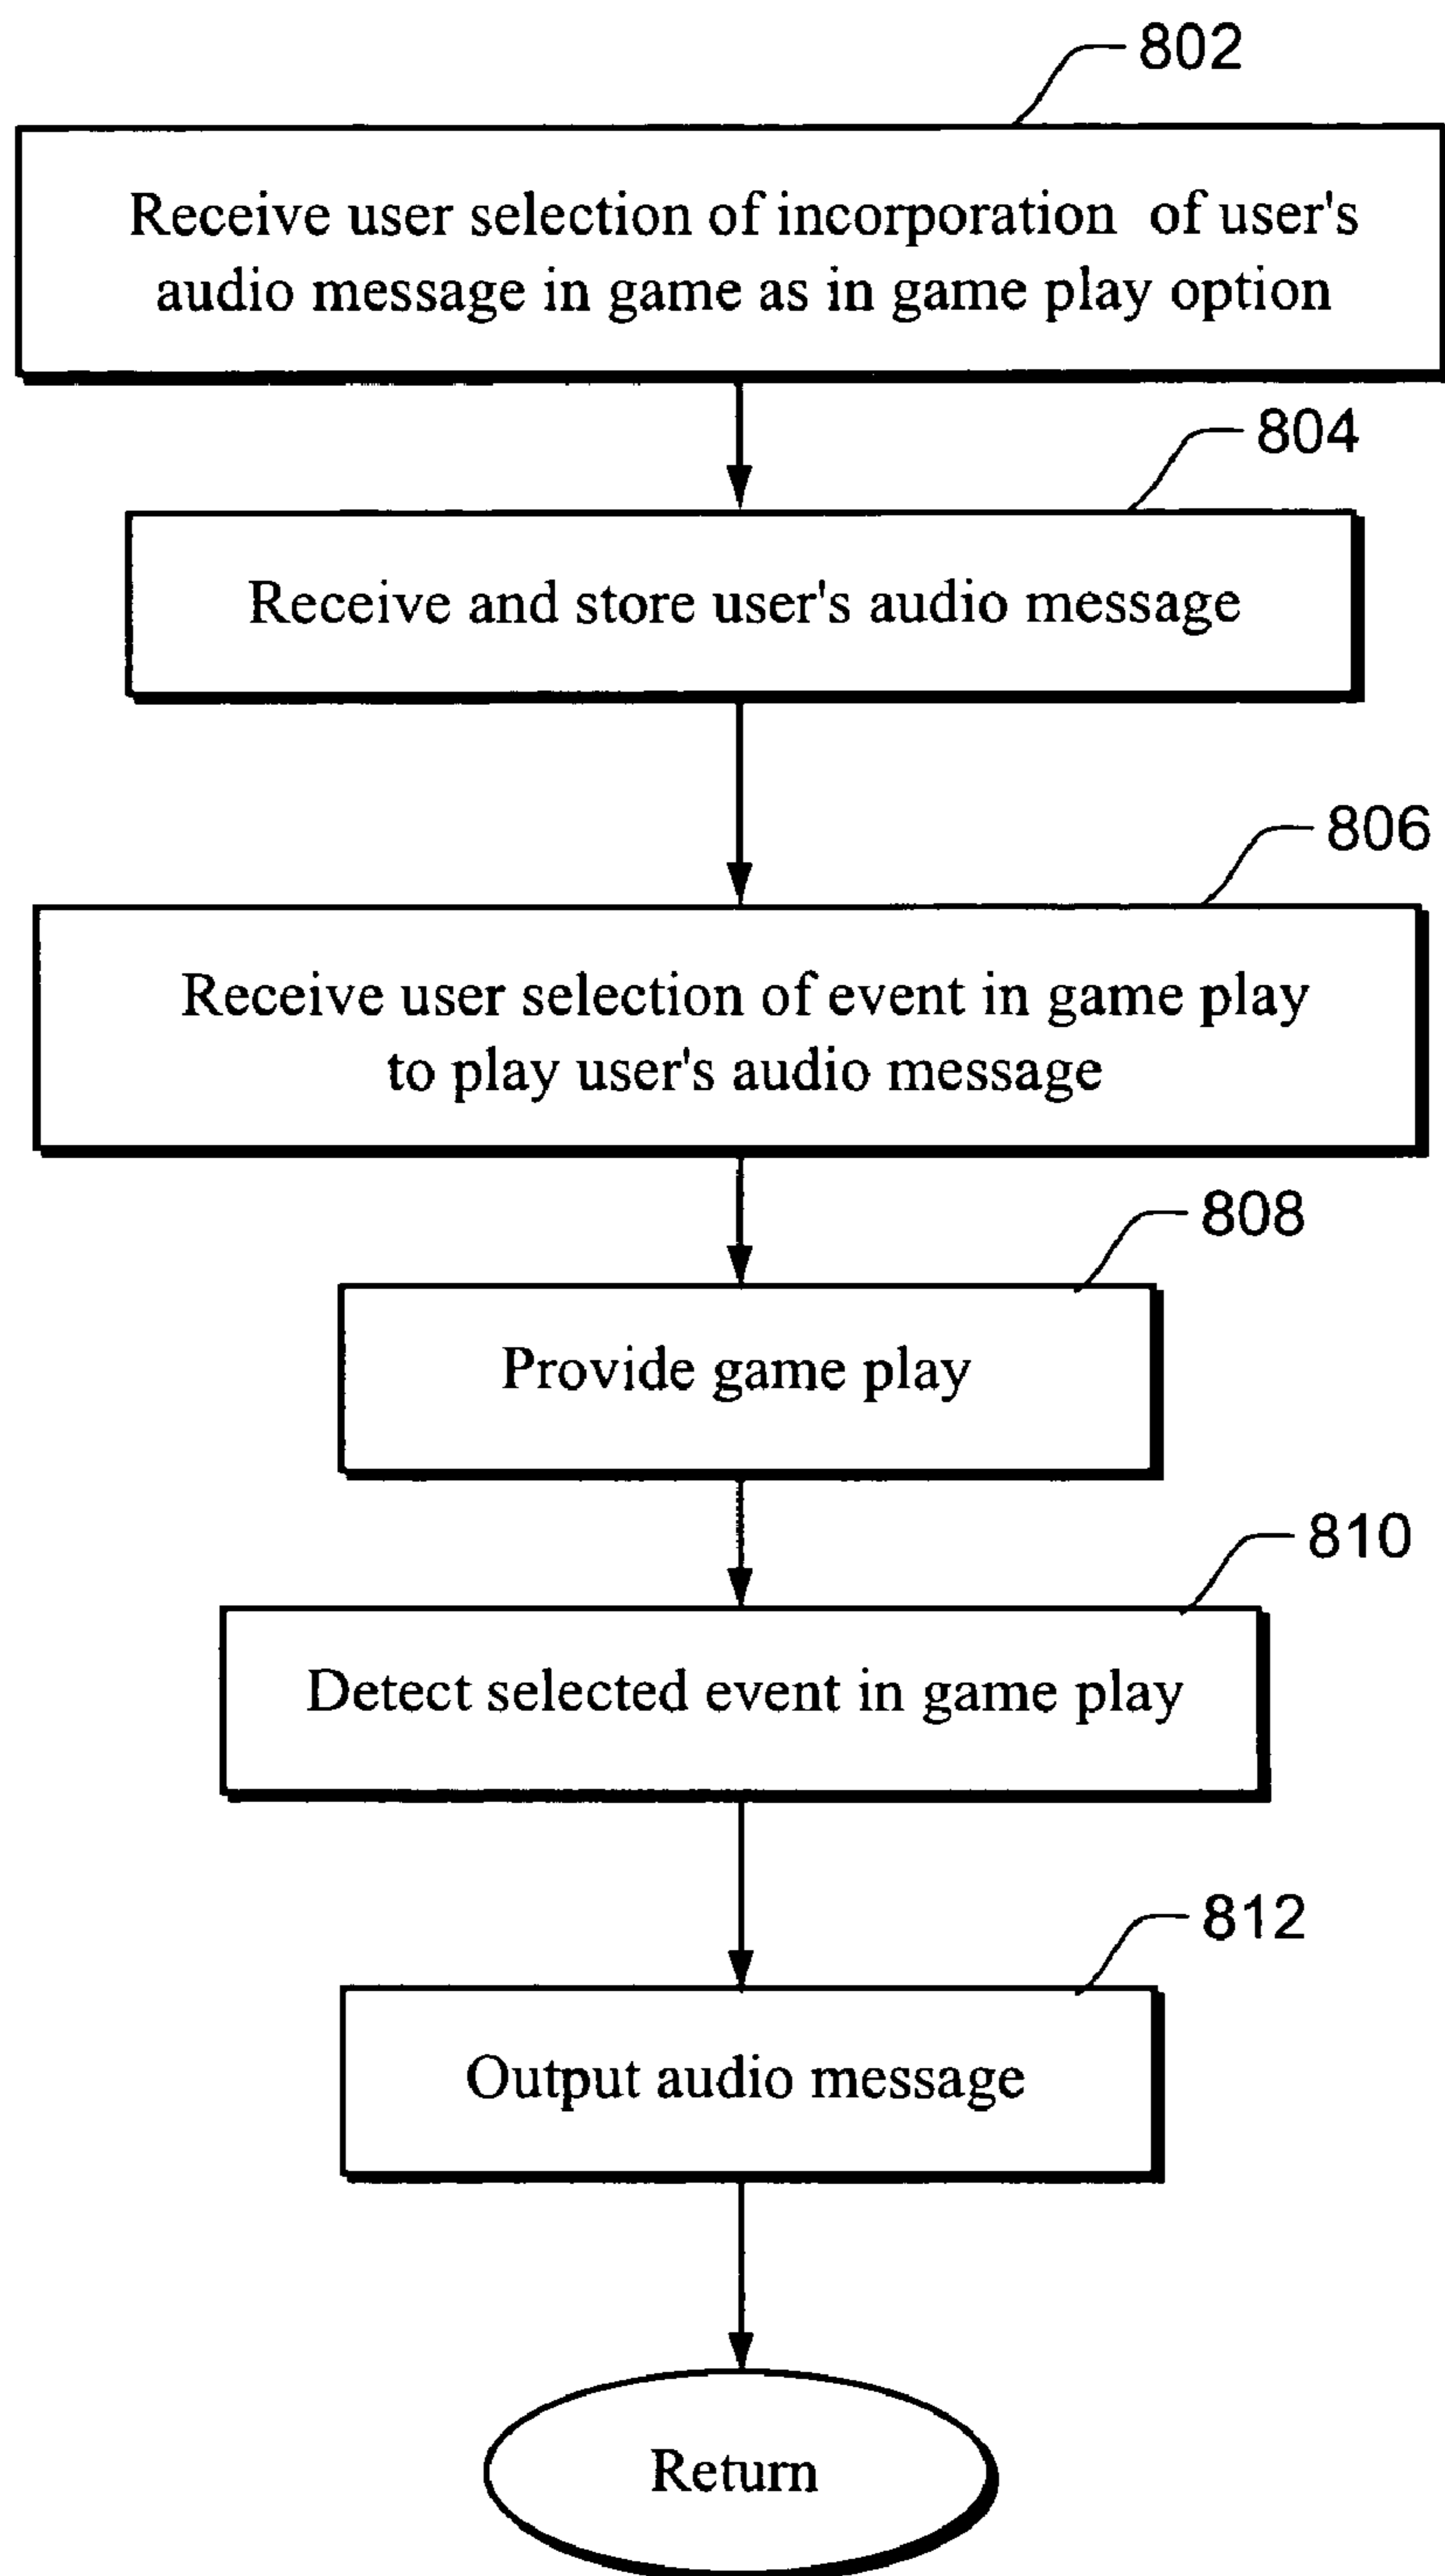 802
Receive user selection of incorporation of user's
audio message in game as in game play option
804
Receive and store user's audio message
806
Receive user selection of event in game play
to play user's audio message
808
Provide game play
810
Detect selected event in game play
812
Output audio message
Return